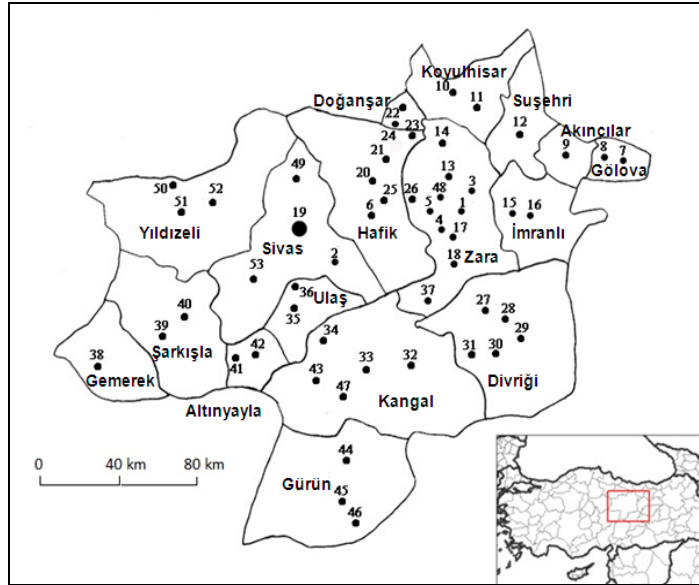 Koyulhisar
10
11
Doğanşar
Suşehri
22
24
23
14
12
Akıncılar
9
8
7
Gölova
21
49
20
13
3
50
52
25
26
48
5
1
15
16
51
6
19
4
17
İmranlı
Yıldızeli
Sivas
Hafik
18
Zara
53
2
36
Ulaş
37
35
27
28
40
39
34
29
38
Şarkışla
42
41
33
32
31
30
Gemerek
43
47
Kangal
Divriği
Altınyayla
44
0
40 km
80 km
Gürün
45
46